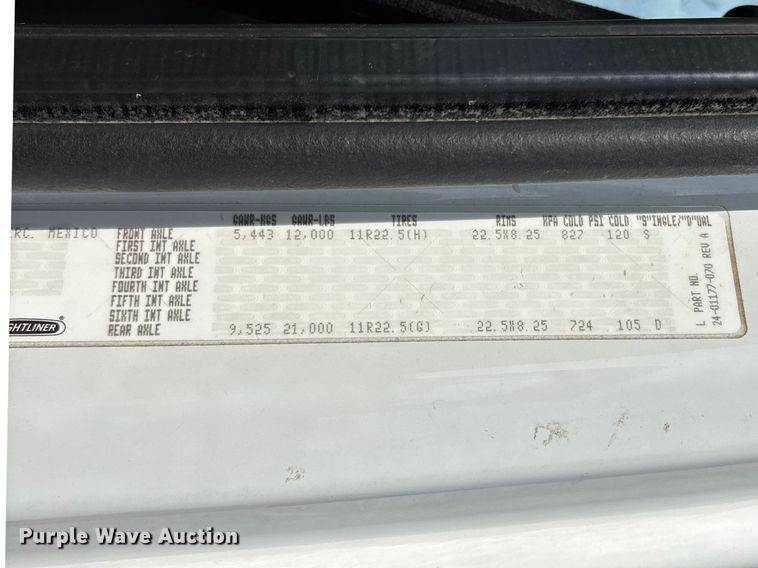 GAWR-KGS GAWR-LBS TIRES RIMS KPA COLD PSI COLD "S"INGLE/"D"UAL
RC. MEXICO FRONT AXLE 5,443 12,000 11R22.5(H) 22.5X8.25 827 120 S
FIRST INT AXLE
SECOND INT AXLE
THIRD INT AXLE
FOURTH INT AXLE
FIFTH INT AXLE
SIXTH INT AXLE
REAR AXLE 9,525 21,000 11R22.5(G) 22.5X8.25 724 105 D
GHTLINER
L PART NO.
24-01177-070 REV A
Purple Wave Auction